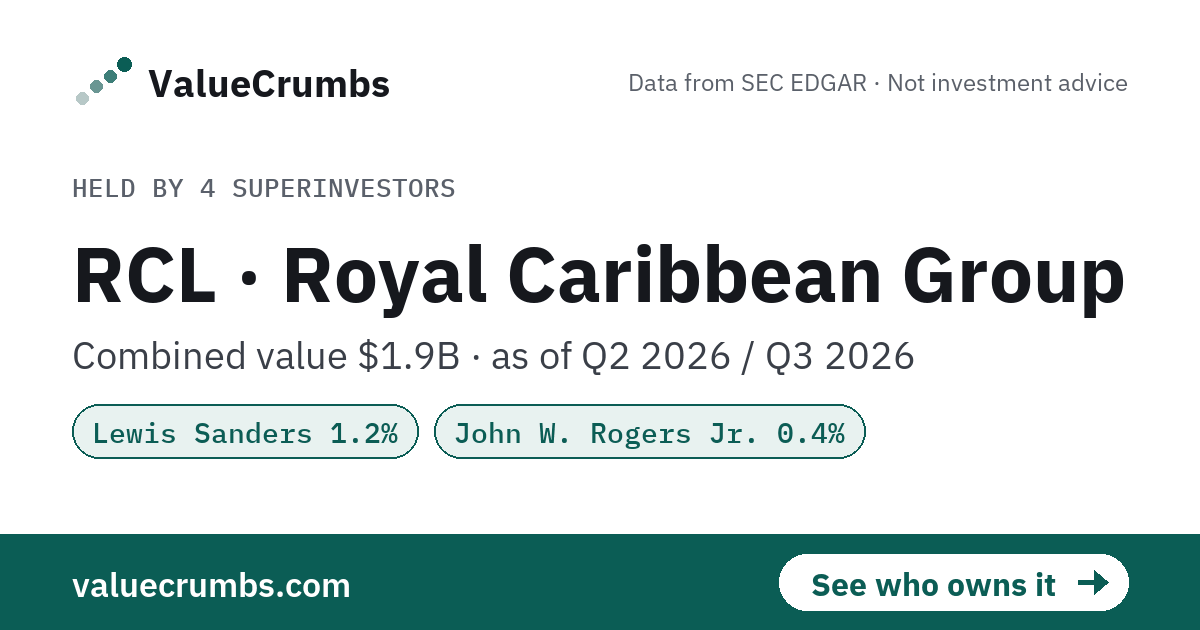 ValueCrumbs
Data from SEC EDGAR · Not investment advice
HELD BY 4 SUPERINVESTORS
RCL · Royal Caribbean Group
Combined value $1.9B · as of Q2 2026 / Q3 2026
Lewis Sanders 1.2%
John W. Rogers Jr. 0.4%
valuecrumbs.com
See who owns it